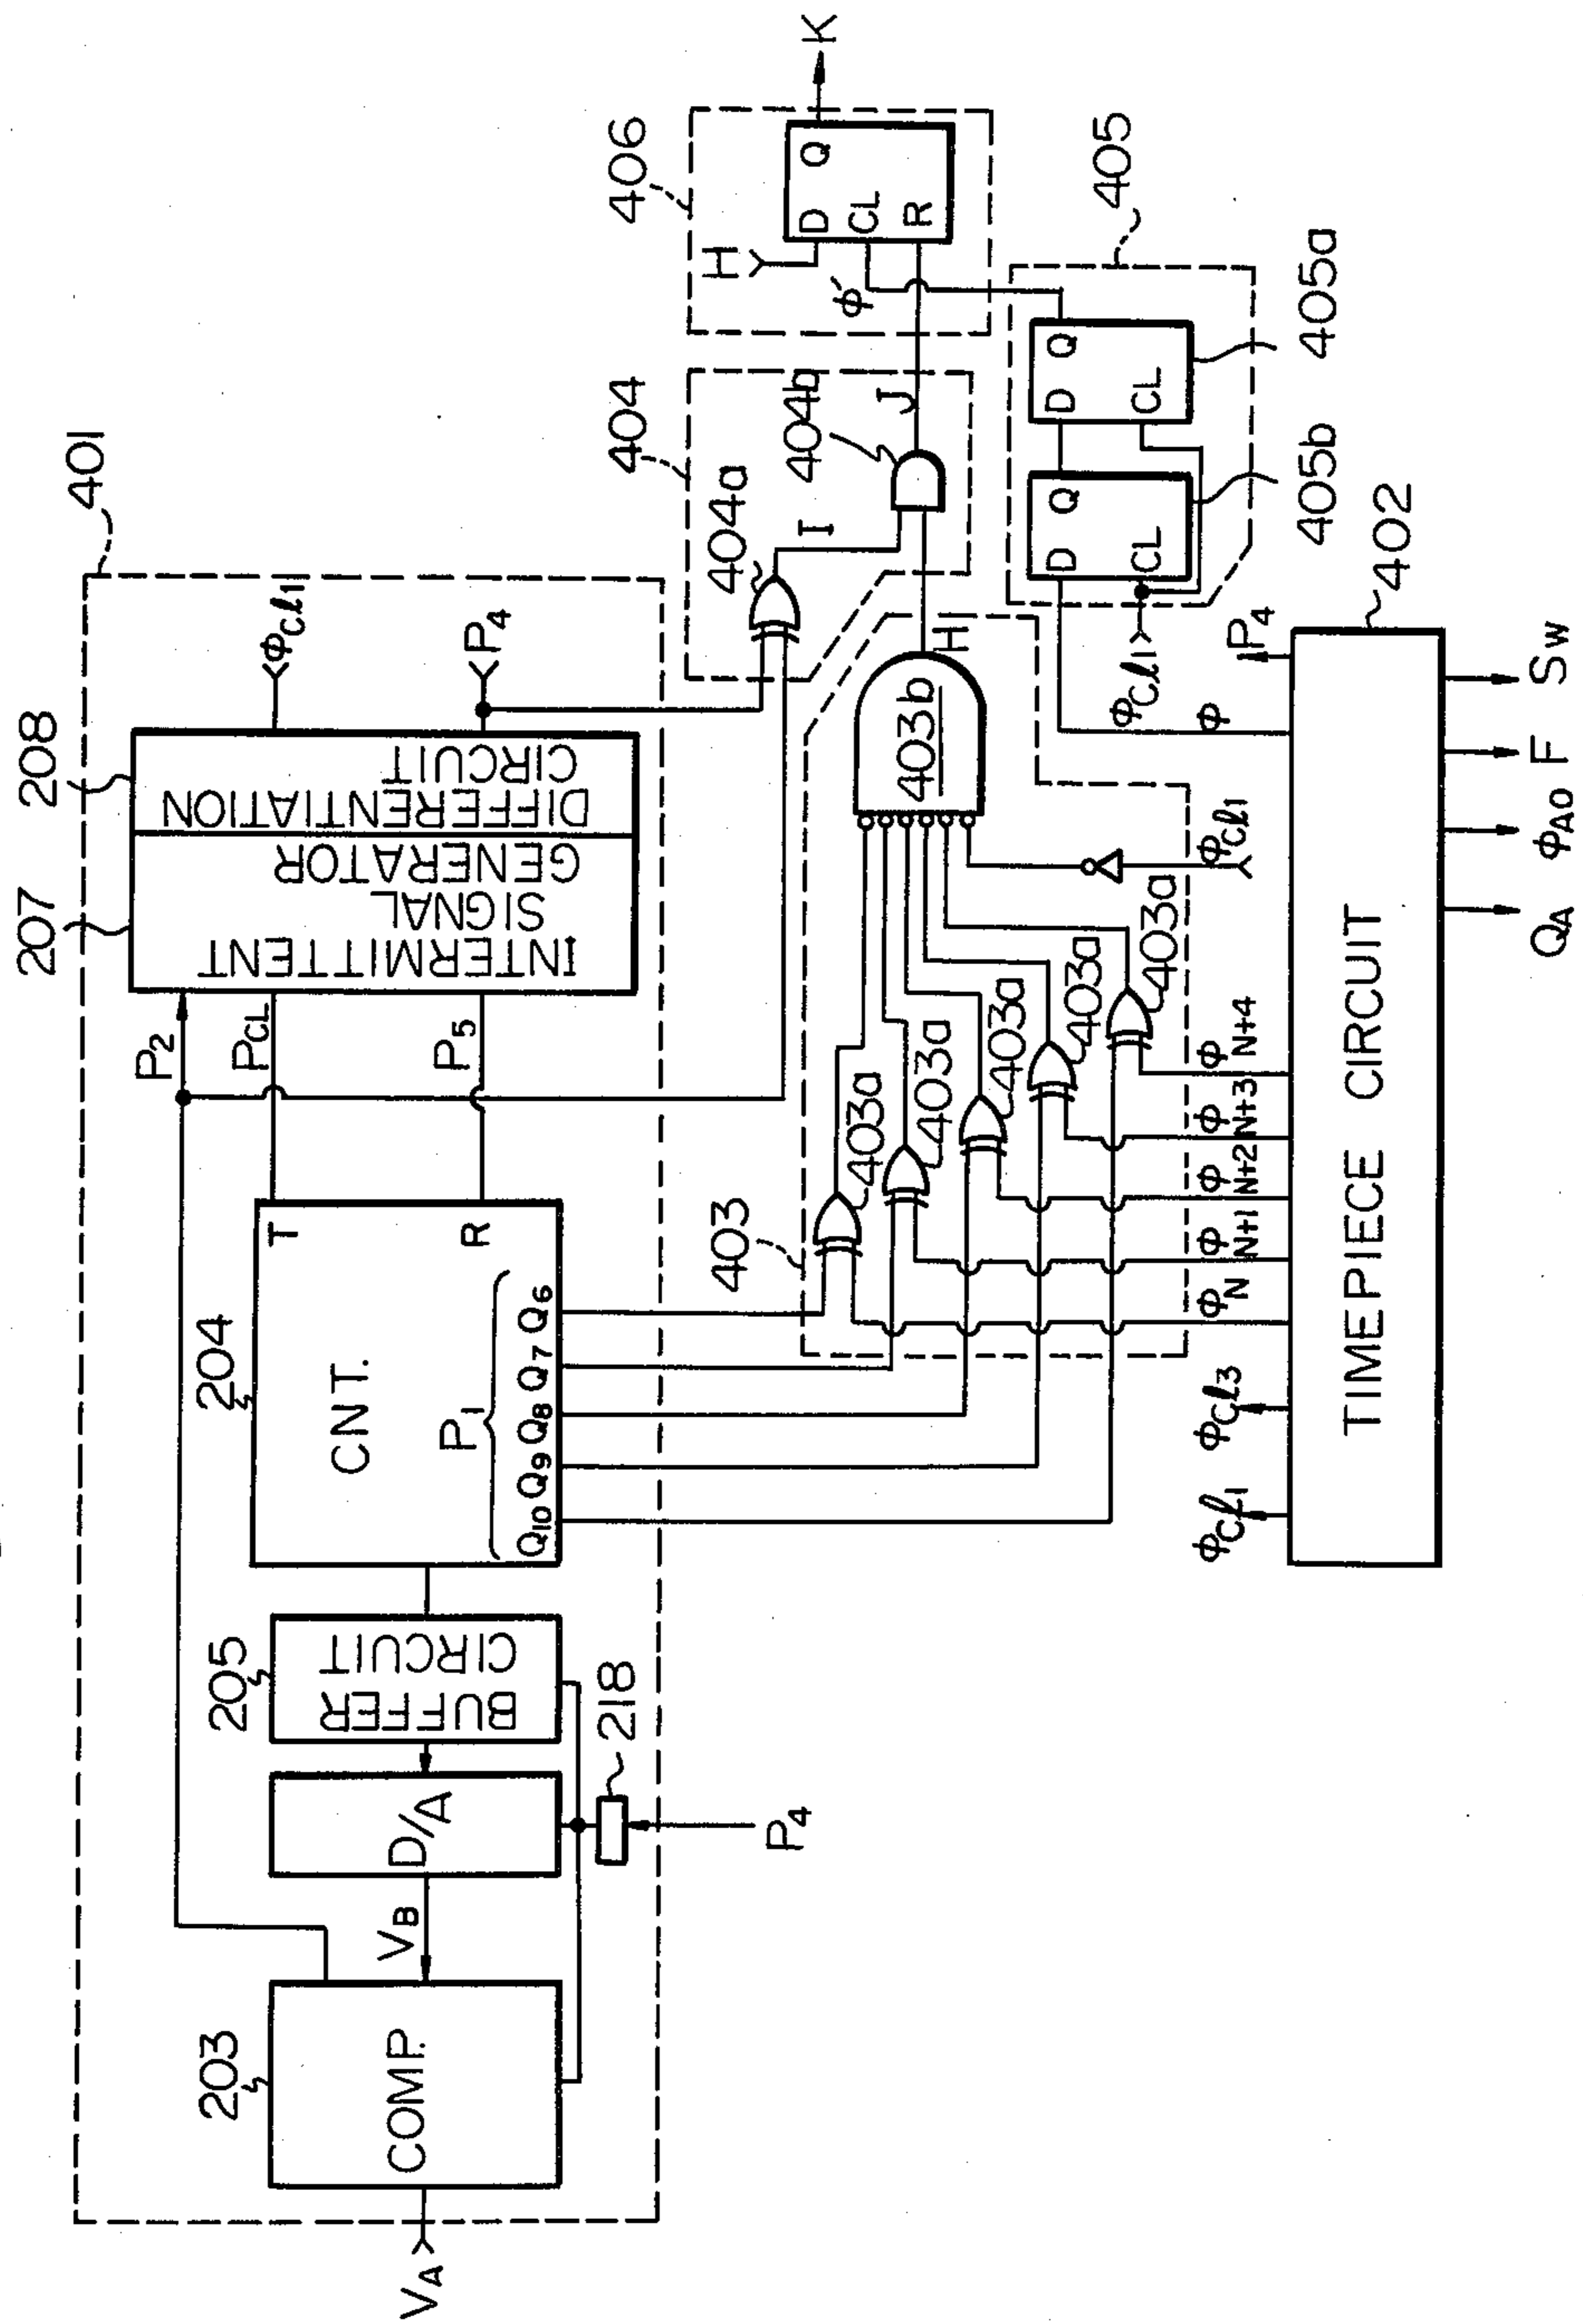 401
203
205
204
207
208
COMP.
D/A
BUFFER
CIRCUIT
CNT.
T
R
P1
Q10 Q9 Q8 Q7 Q6
INTERMITTENT
SIGNAL
GENERATOR
DIFFERENTIATION
CIRCUIT
VA
VB
P2
PCL
P5
ΦCl1
P4
218
P4
403
403a
403a
403a
403a
403a
403b
H
ΦCl1
404
404a
404b
I
J
406
H
D
Q
CL
R
Φ'
K
405
D
Q
CL
D
Q
CL
405b
405a
ΦCl1
Φ
P4
402
ΦCl1
ΦCl3
ΦN
ΦN+1
ΦN+2
ΦN+3
ΦN+4
TIMEPIECE CIRCUIT
QA
ΦA0
F
SW